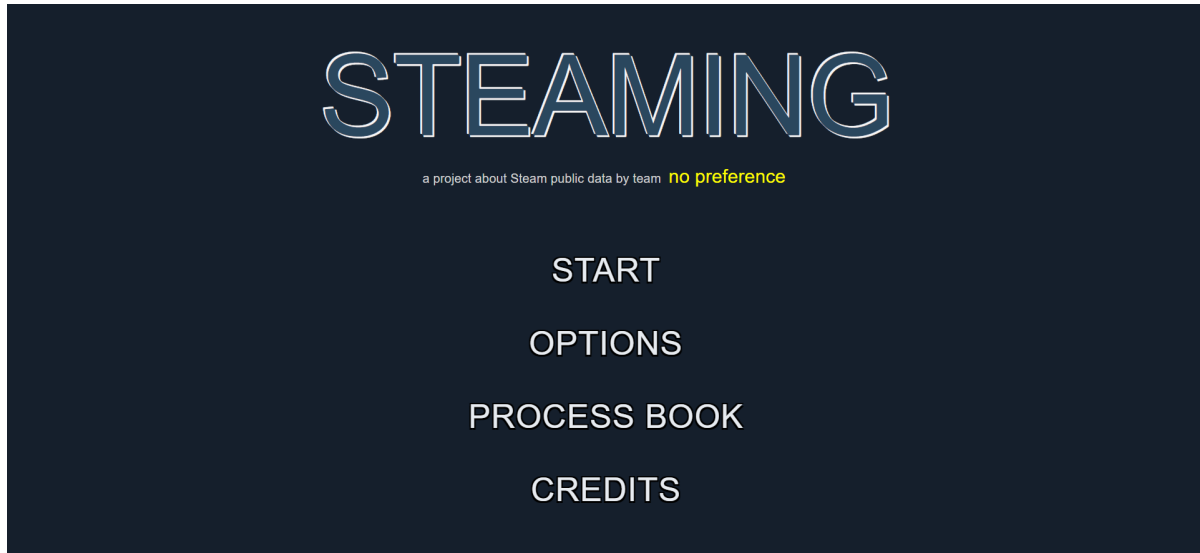 STEAMING
a project about Steam public data by team no preference
START
OPTIONS
PROCESS BOOK
CREDITS